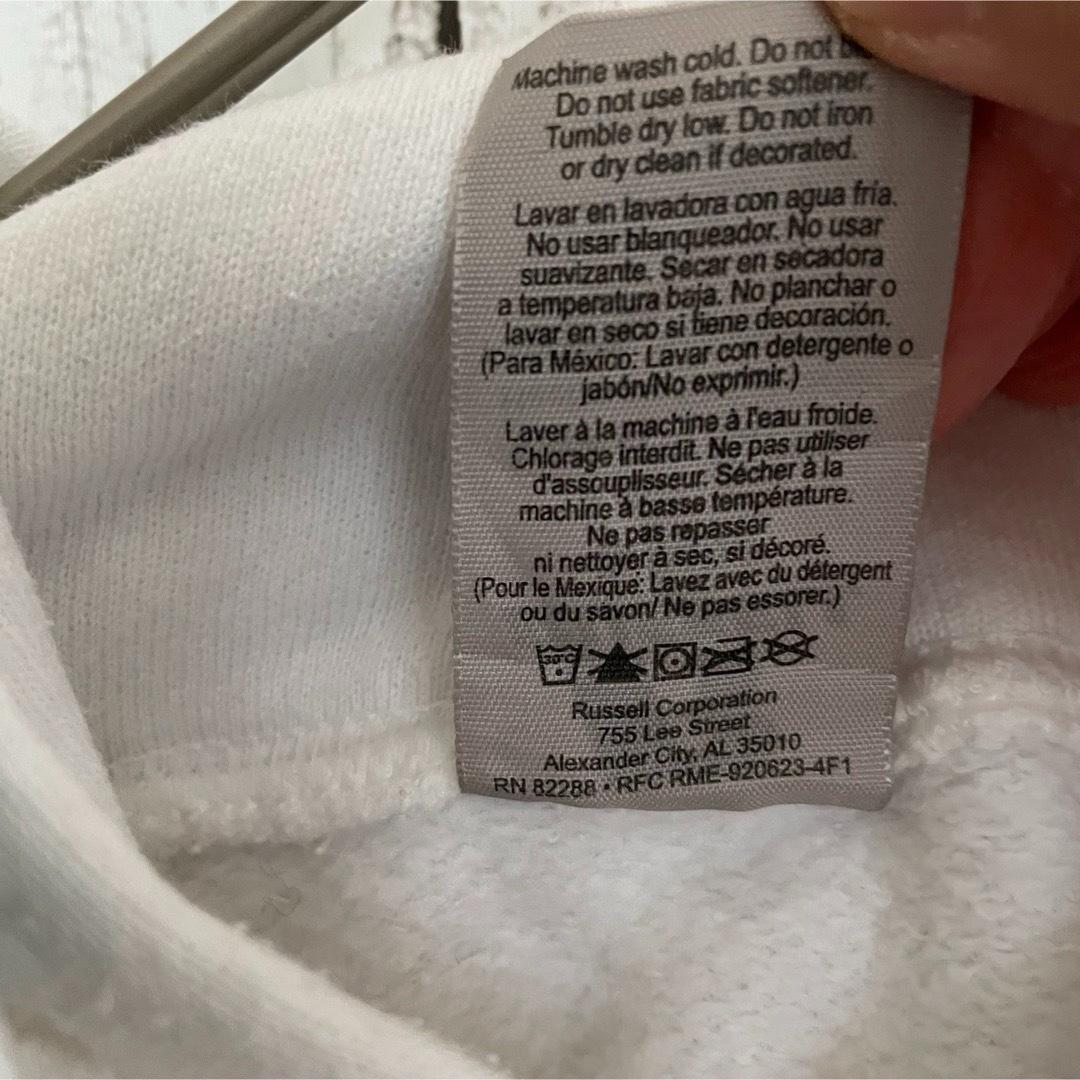 Machine wash cold. Do not
Do not use fabric softener.
Tumble dry low. Do not iron
or dry clean if decorated.
Lavar en lavadora con agua fría.
No usar blanqueador. No usar
suavizante. Secar en secadora
a temperatura baja. No planchar o
lavar en seco si tiene decoración.
(Para México: Lavar con detergente o
jabón/No exprimir.)
Laver à la machine à l'eau froide.
Chlorage interdit. Ne pas utiliser
d'assouplisseur. Sécher à la
machine à basse température.
Ne pas repasser
ni nettoyer à sec, si décoré.
(Pour le Mexique: Lavez avec du détergent
ou du savon/ Ne pas essorer.)
30°C
Russell Corporation
755 Lee Street
Alexander City, AL 35010
RN 82288 • RFC RME-920623-4F1